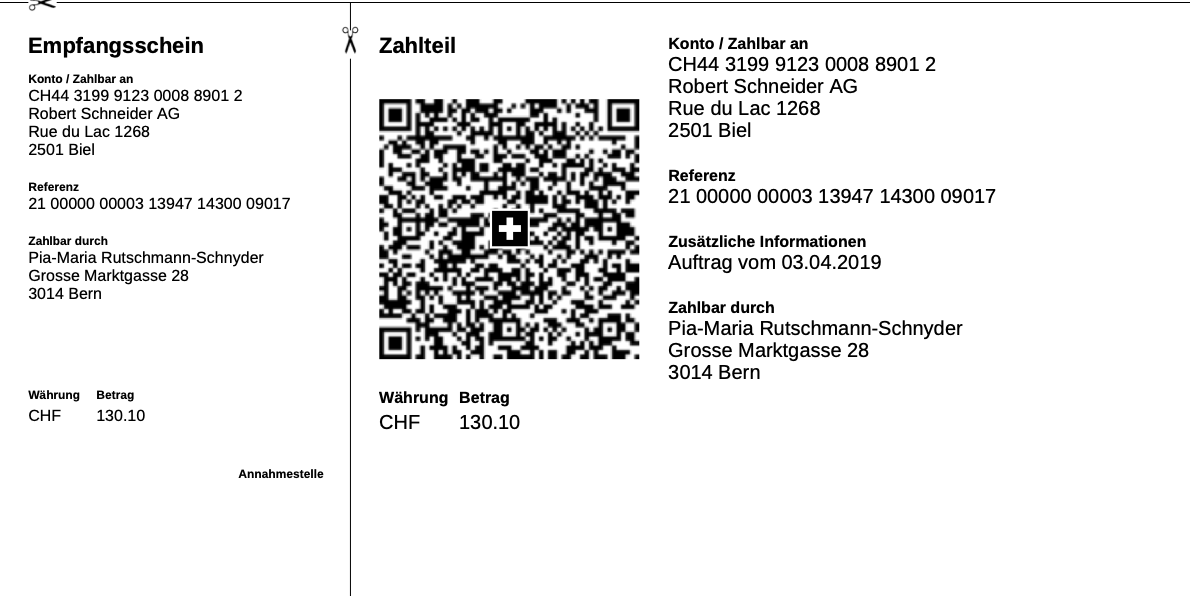 Empfangsschein
Konto / Zahlbar an
CH44 3199 9123 0008 8901 2
Robert Schneider AG
Rue du Lac 1268
2501 Biel
Referenz
21 00000 00003 13947 14300 09017
Zahlbar durch
Pia-Maria Rutschmann-Schnyder
Grosse Marktgasse 28
3014 Bern
Währung Betrag
CHF 130.10
Annahmestelle
Zahlteil
Währung Betrag
CHF 130.10
Konto / Zahlbar an
CH44 3199 9123 0008 8901 2
Robert Schneider AG
Rue du Lac 1268
2501 Biel
Referenz
21 00000 00003 13947 14300 09017
Zusätzliche Informationen
Auftrag vom 03.04.2019
Zahlbar durch
Pia-Maria Rutschmann-Schnyder
Grosse Marktgasse 28
3014 Bern